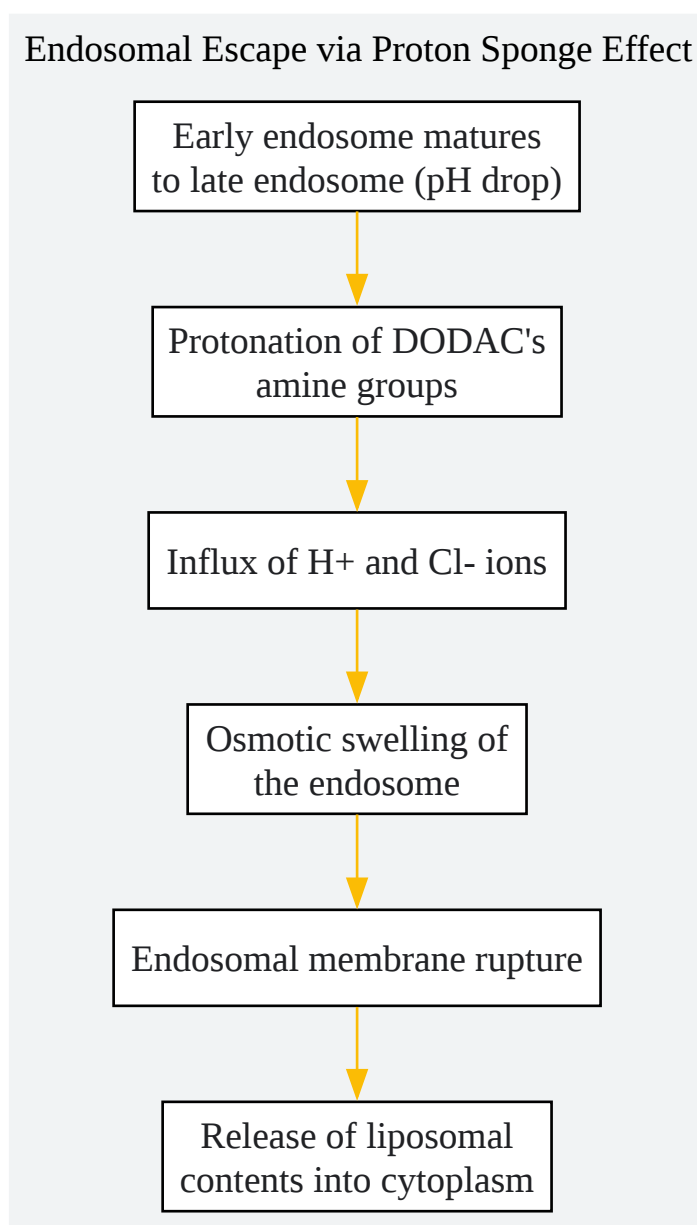 Endosomal Escape via Proton Sponge Effect
Early endosome matures
to late endosome (pH drop)
Protonation of DODAC's
amine groups
Influx of H+ and Cl- ions
Osmotic swelling of
the endosome
Endosomal membrane rupture
Release of liposomal
contents into cytoplasm